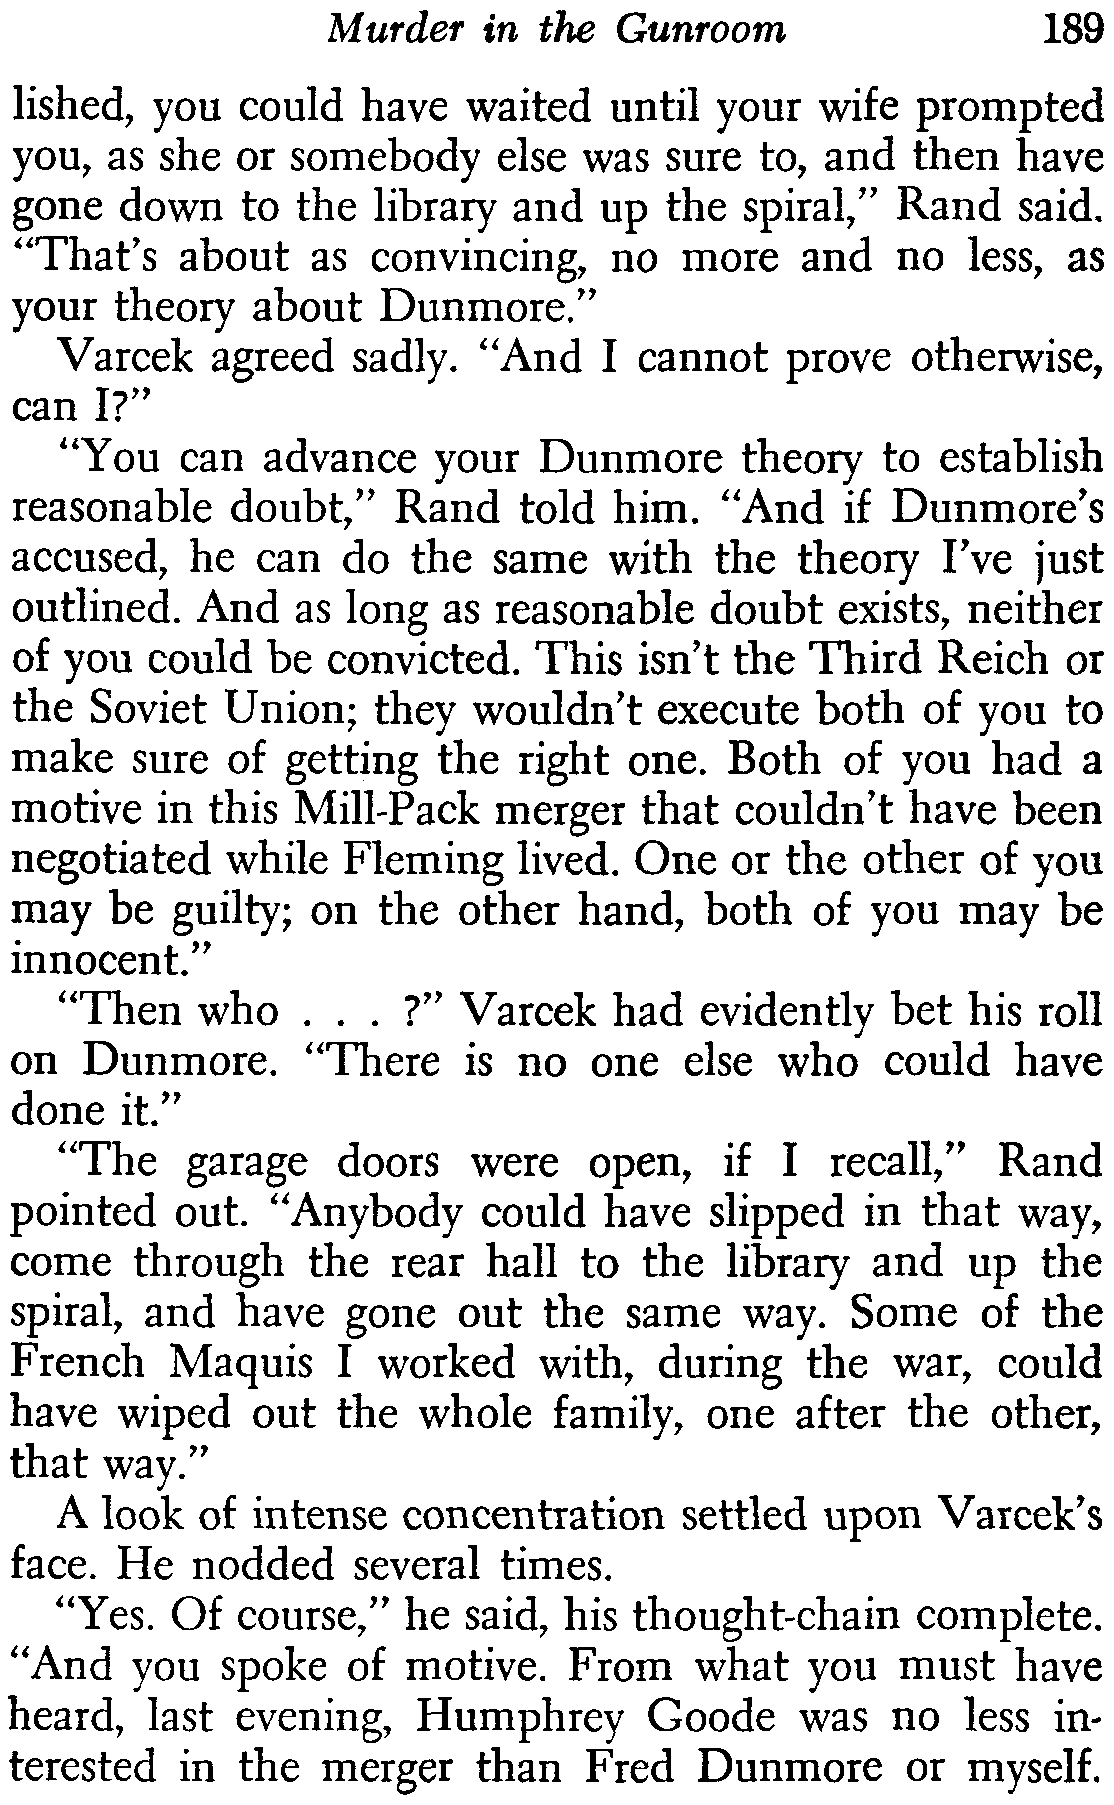 Murder in the Gunroom 189
lished, you could have waited until your wife prompted
you, as she or somebody else was sure to, and then have
gone down to the library and up the spiral,” Rand said.
“That’s about as convincing, no more and no less, as
your theory about Dunmore.”
Varcek agreed sadly. “And I cannot prove otherwise,
can I?”
“You can advance your Dunmore theory to establish
reasonable doubt,” Rand told him. “And if Dunmore’s
accused, he can do the same with the theory I’ve just
outlined. And as long as reasonable doubt exists, neither
of you could be convicted. This isn’t the Third Reich or
the Soviet Union; they wouldn’t execute both of you to
make sure of getting the right one. Both of you had a
motive in this Mill-Pack merger that couldn’t have been
negotiated while Fleming lived. One or the other of you
may be guilty; on the other hand, both of you may be
innocent.”
“Then who . . . ?” Varcek had evidently bet his roll
on Dunmore. “There is no one else who could have
done it.”
“The garage doors were open, if I recall,” Rand
pointed out. “Anybody could have slipped in that way,
come through the rear hall to the library and up the
spiral, and have gone out the same way. Some of the
French Maquis I worked with, during the war, could
have wiped out the whole family, one after the other,
that way.”
A look of intense concentration settled upon Varcek’s
face. He nodded several times.
“Yes. Of course,” he said, his thought-chain complete.
“And you spoke of motive. From what you must have
heard, last evening, Humphrey Goode was no less in-
terested in the merger than Fred Dunmore or myself.